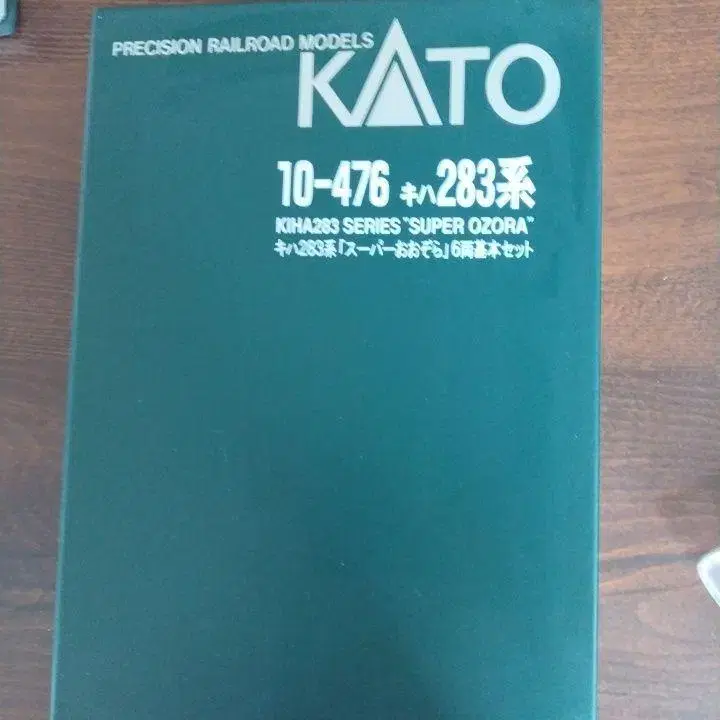 PRECISION RAILROAD MODELS
KATO
10-476 キハ283系
KIHA283 SERIES "SUPER OZORA"
キハ283系「スーパーおおぞら」6両基本セット